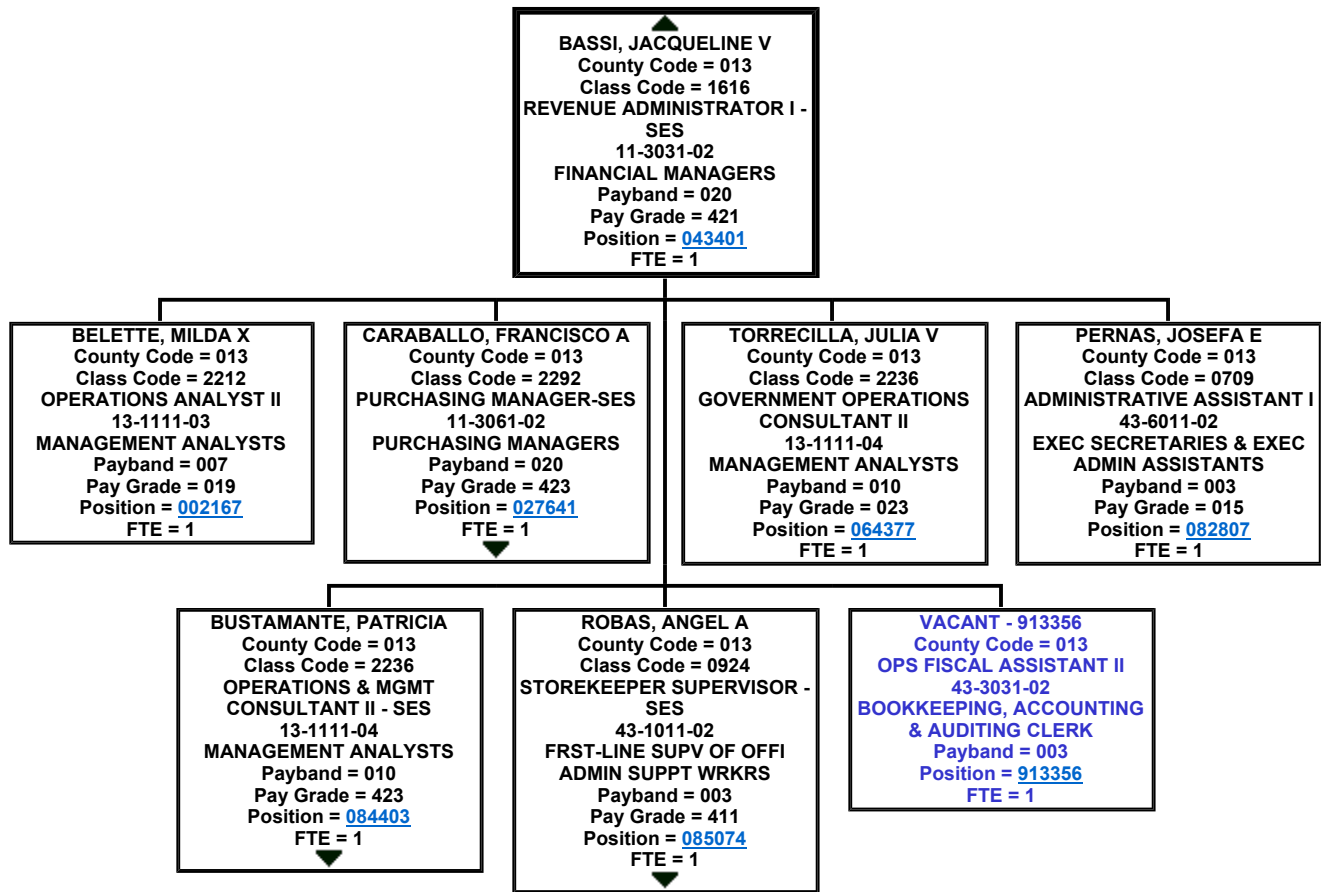 BASSI, JACQUELINE V
County Code = 013
Class Code = 1616
REVENUE ADMINISTRATOR I -
SES
11-3031-02
FINANCIAL MANAGERS
Payband = 020
Pay Grade = 421
Position = 043401
FTE = 1
BELETTE, MILDA X
County Code = 013
Class Code = 2212
OPERATIONS ANALYST II
13-1111-03
MANAGEMENT ANALYSTS
Payband = 007
Pay Grade = 019
Position = 002167
FTE = 1
CARABALLO, FRANCISCO A
County Code = 013
Class Code = 2292
PURCHASING MANAGER-SES
11-3061-02
PURCHASING MANAGERS
Payband = 020
Pay Grade = 423
Position = 027641
FTE = 1
TORRECILLA, JULIA V
County Code = 013
Class Code = 2236
GOVERNMENT OPERATIONS
CONSULTANT II
13-1111-04
MANAGEMENT ANALYSTS
Payband = 010
Pay Grade = 023
Position = 064377
FTE = 1
PERNAS, JOSEFA E
County Code = 013
Class Code = 0709
ADMINISTRATIVE ASSISTANT I
43-6011-02
EXEC SECRETARIES & EXEC
ADMIN ASSISTANTS
Payband = 003
Pay Grade = 015
Position = 082807
FTE = 1
BUSTAMANTE, PATRICIA
County Code = 013
Class Code = 2236
OPERATIONS & MGMT
CONSULTANT II - SES
13-1111-04
MANAGEMENT ANALYSTS
Payband = 010
Pay Grade = 423
Position = 084403
FTE = 1
ROBAS, ANGEL A
County Code = 013
Class Code = 0924
STOREKEEPER SUPERVISOR -
SES
43-1011-02
FRST-LINE SUPV OF OFFI
ADMIN SUPPT WRKRS
Payband = 003
Pay Grade = 411
Position = 085074
FTE = 1
VACANT - 913356
County Code = 013
OPS FISCAL ASSISTANT II
43-3031-02
BOOKKEEPING, ACCOUNTING
& AUDITING CLERK
Payband = 003
Position = 913356
FTE = 1